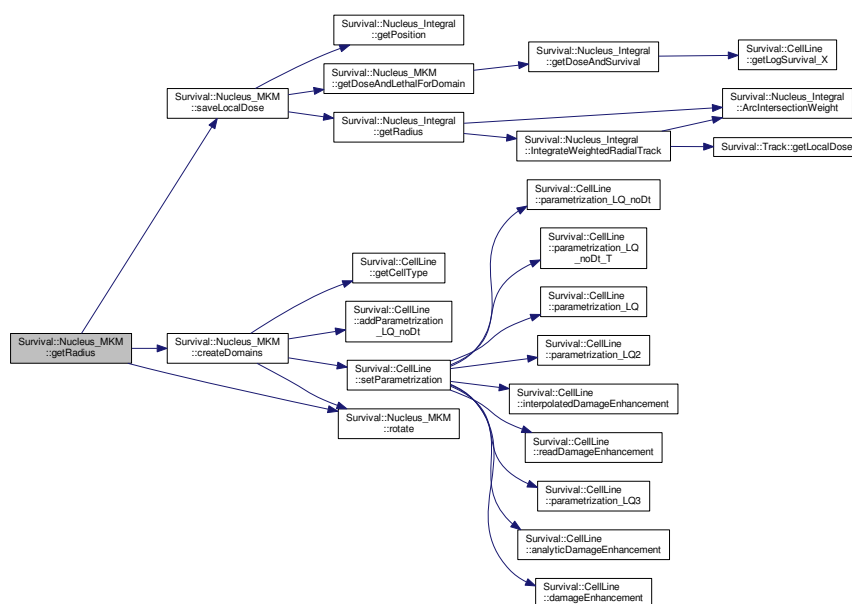 Survival::Nucleus_Integral
::getPosition
Survival::Nucleus_MKM
::getDoseAndLethalForDomain
Survival::Nucleus_Integral
::getDoseAndSurvival
Survival::CellLine
::getLogSurvival_X
Survival::Nucleus_MKM
::saveLocalDose
Survival::Nucleus_Integral
::getRadius
Survival::Nucleus_Integral
::ArcIntersectionWeight
Survival::Nucleus_Integral
::IntegrateWeightedRadialTrack
Survival::Track::getLocalDose
Survival::CellLine
::parametrization_LQ_noDt
Survival::CellLine
::parametrization_LQ
_noDt_T
Survival::CellLine
::getCellType
Survival::CellLine
::parametrization_LQ
Survival::CellLine
::addParametrization
_LQ_noDt
Survival::Nucleus_MKM
::getRadius
Survival::Nucleus_MKM
::createDomains
Survival::CellLine
::parametrization_LQ2
Survival::CellLine
::setParametrization
Survival::CellLine
::interpolatedDamageEnhancement
Survival::Nucleus_MKM
::rotate
Survival::CellLine
::readDamageEnhancement
Survival::CellLine
::parametrization_LQ3
Survival::CellLine
::analyticDamageEnhancement
Survival::CellLine
::damageEnhancement